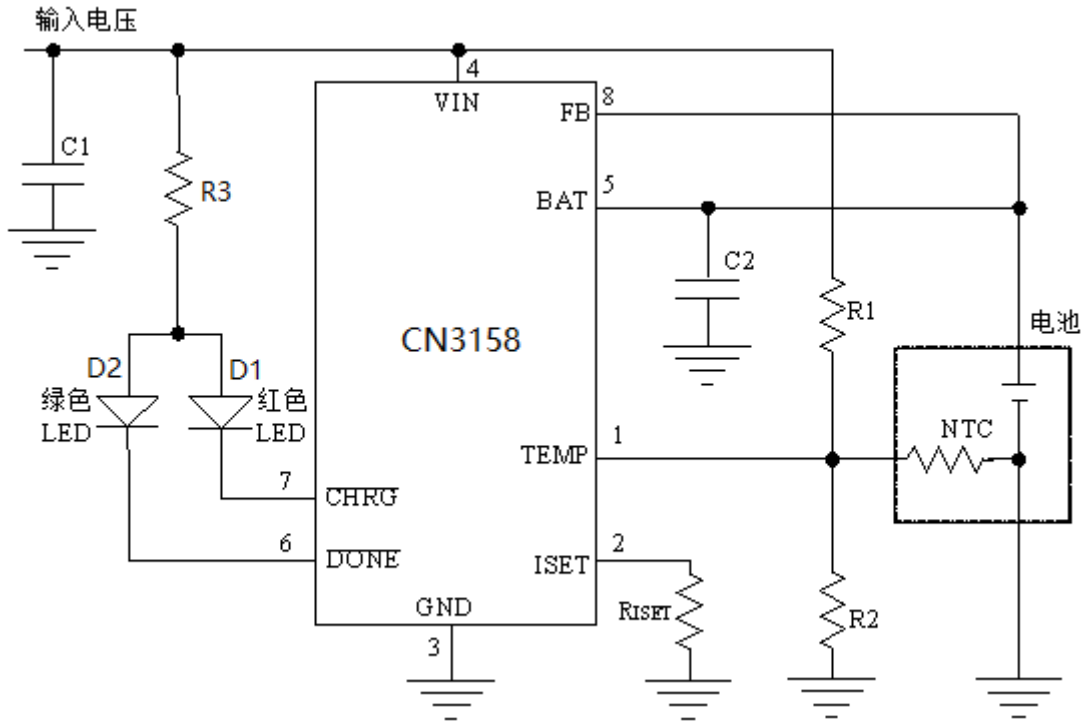 输入电压
4
VIN
8
FB
C1
R3
5
BAT
C2
R1
CN3158
电池
D2
D1
绿色
LED
红色
LED
NTC
1
TEMP
7
CHRG
6
DONE
2
ISET
GND
3
RISET
R2